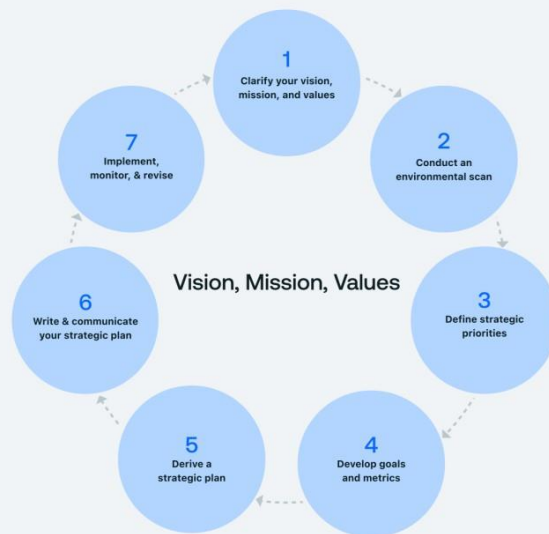 1
Clarify your vision,
mission, and values
2
Conduct an
environmental scan
3
Define strategic
priorities
4
Develop goals
and metrics
5
Derive a
strategic plan
6
Write & communicate
your strategic plan
7
Implement,
monitor, & revise
Vision, Mission, Values